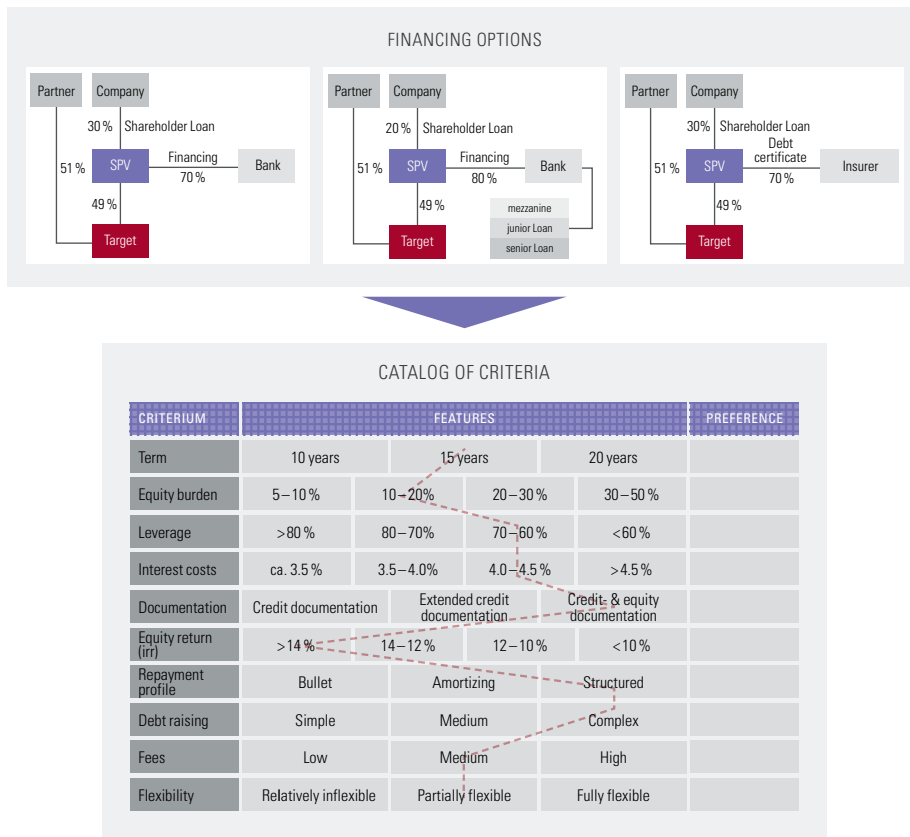 FINANCING OPTIONS
Partner Company
30 % Shareholder Loan
51 % SPV Financing 70 % Bank
49 %
Target
Partner Company
20 % Shareholder Loan
51 % SPV Financing 80 % Bank
49 %
mezzanine
junior Loan
senior Loan
Target
Partner Company
30% Shareholder Loan
51 % SPV Debt certificate 70 % Insurer
49 %
Target
CATALOG OF CRITERIA
CRITERIUM FEATURES PREFERENCE
Term 10 years 15 years 20 years
Equity burden 5–10 % 10–20% 20–30 % 30–50 %
Leverage >80 % 80–70% 70–60 % <60 %
Interest costs ca. 3.5 % 3.5–4.0% 4.0–4.5 % >4.5 %
Documentation Credit documentation Extended credit documentation Credit- & equity documentation
Equity return (irr) >14 % 14–12 % 12–10 % <10 %
Repayment profile Bullet Amortizing Structured
Debt raising Simple Medium Complex
Fees Low Medium High
Flexibility Relatively inflexible Partially flexible Fully flexible